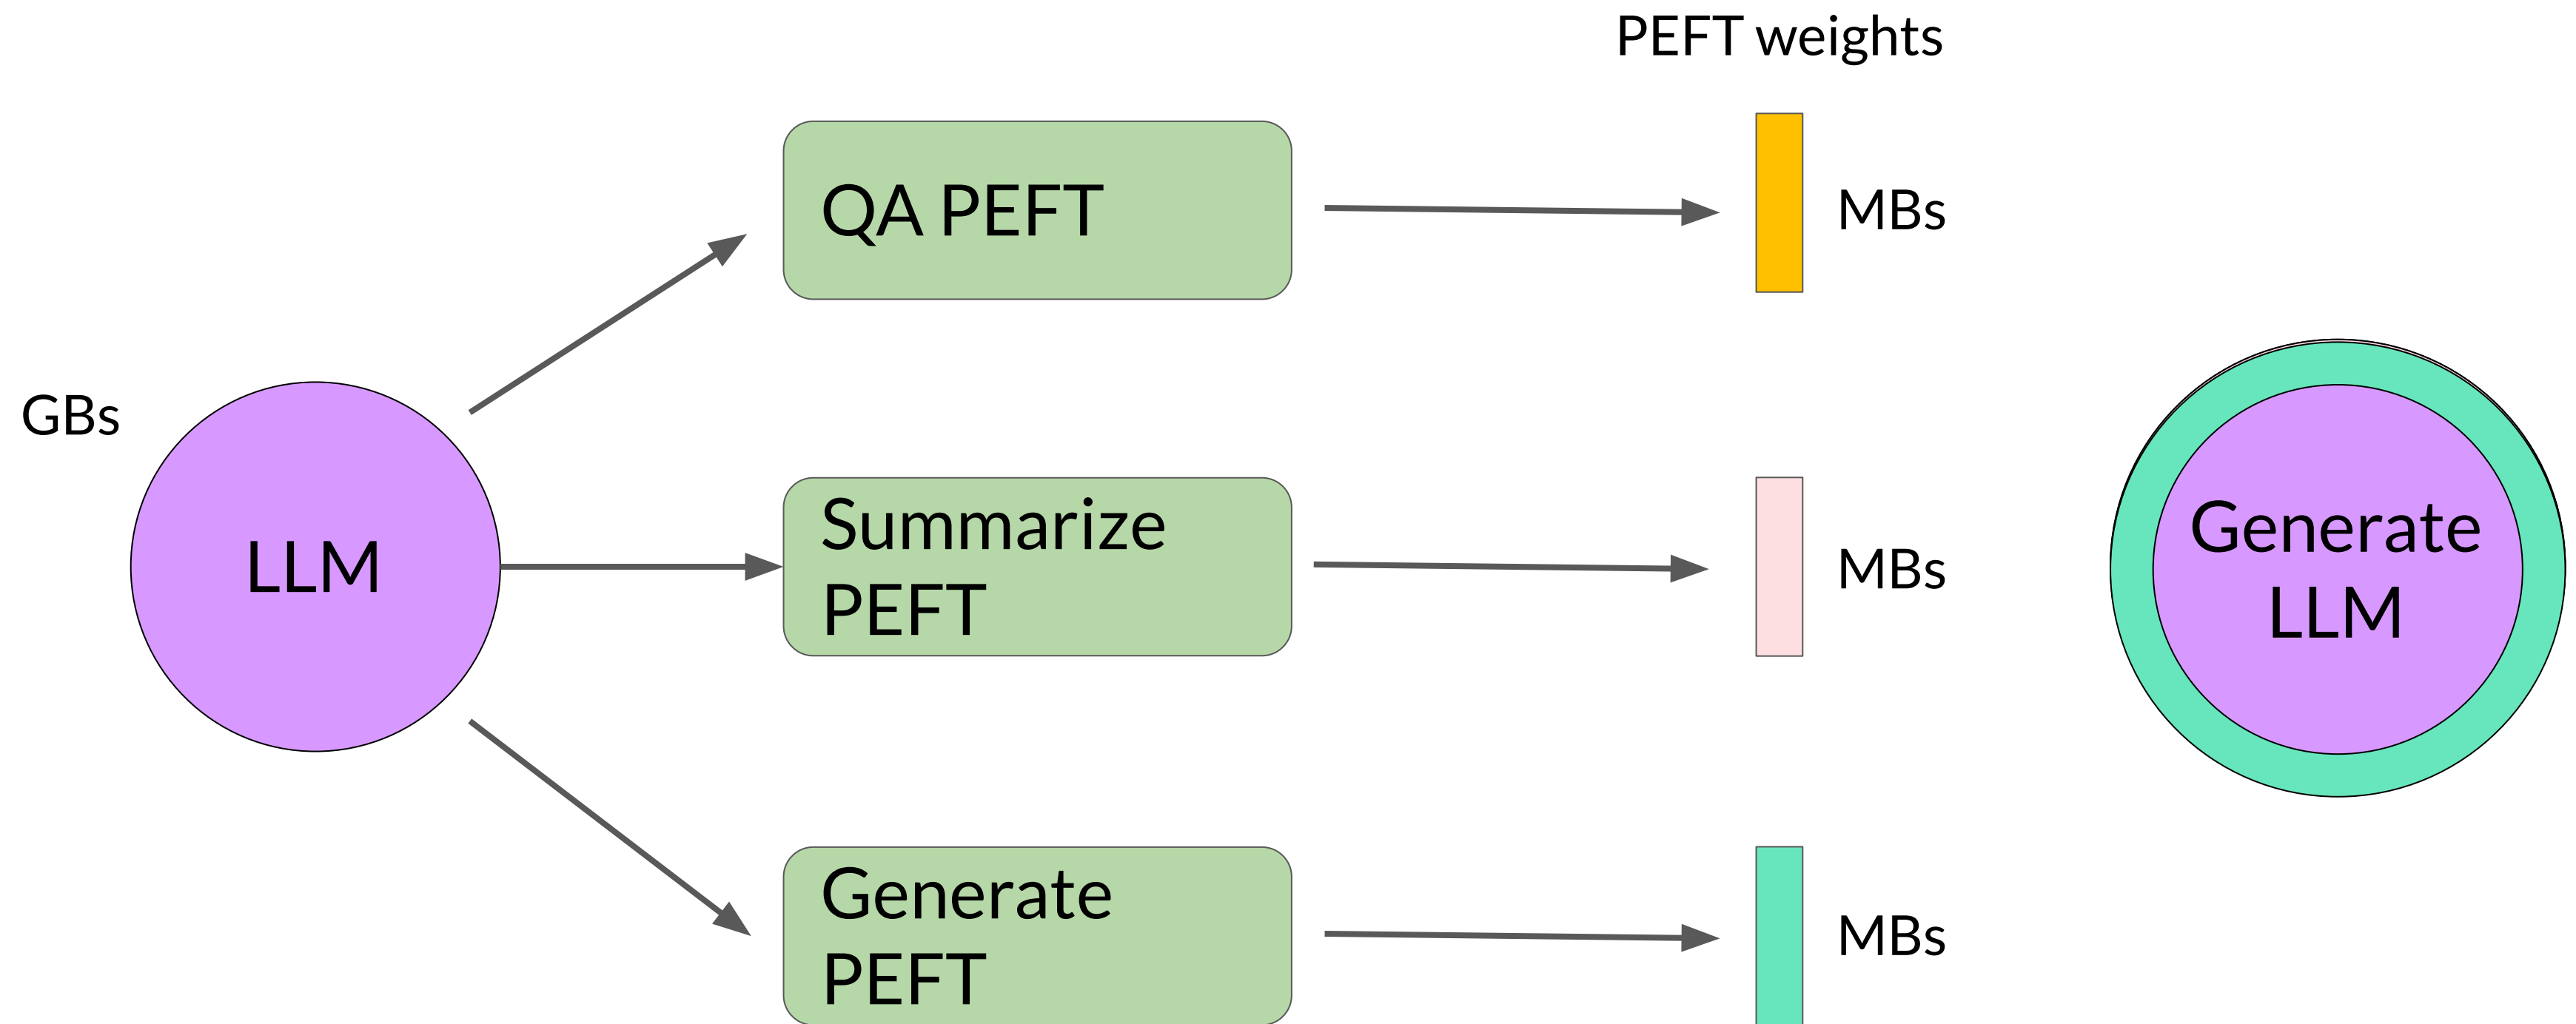 PEFT weights
QA PEFT
MBs
GBs
LLM
Summarize
PEFT
MBs
Generate
LLM
Generate
PEFT
MBs